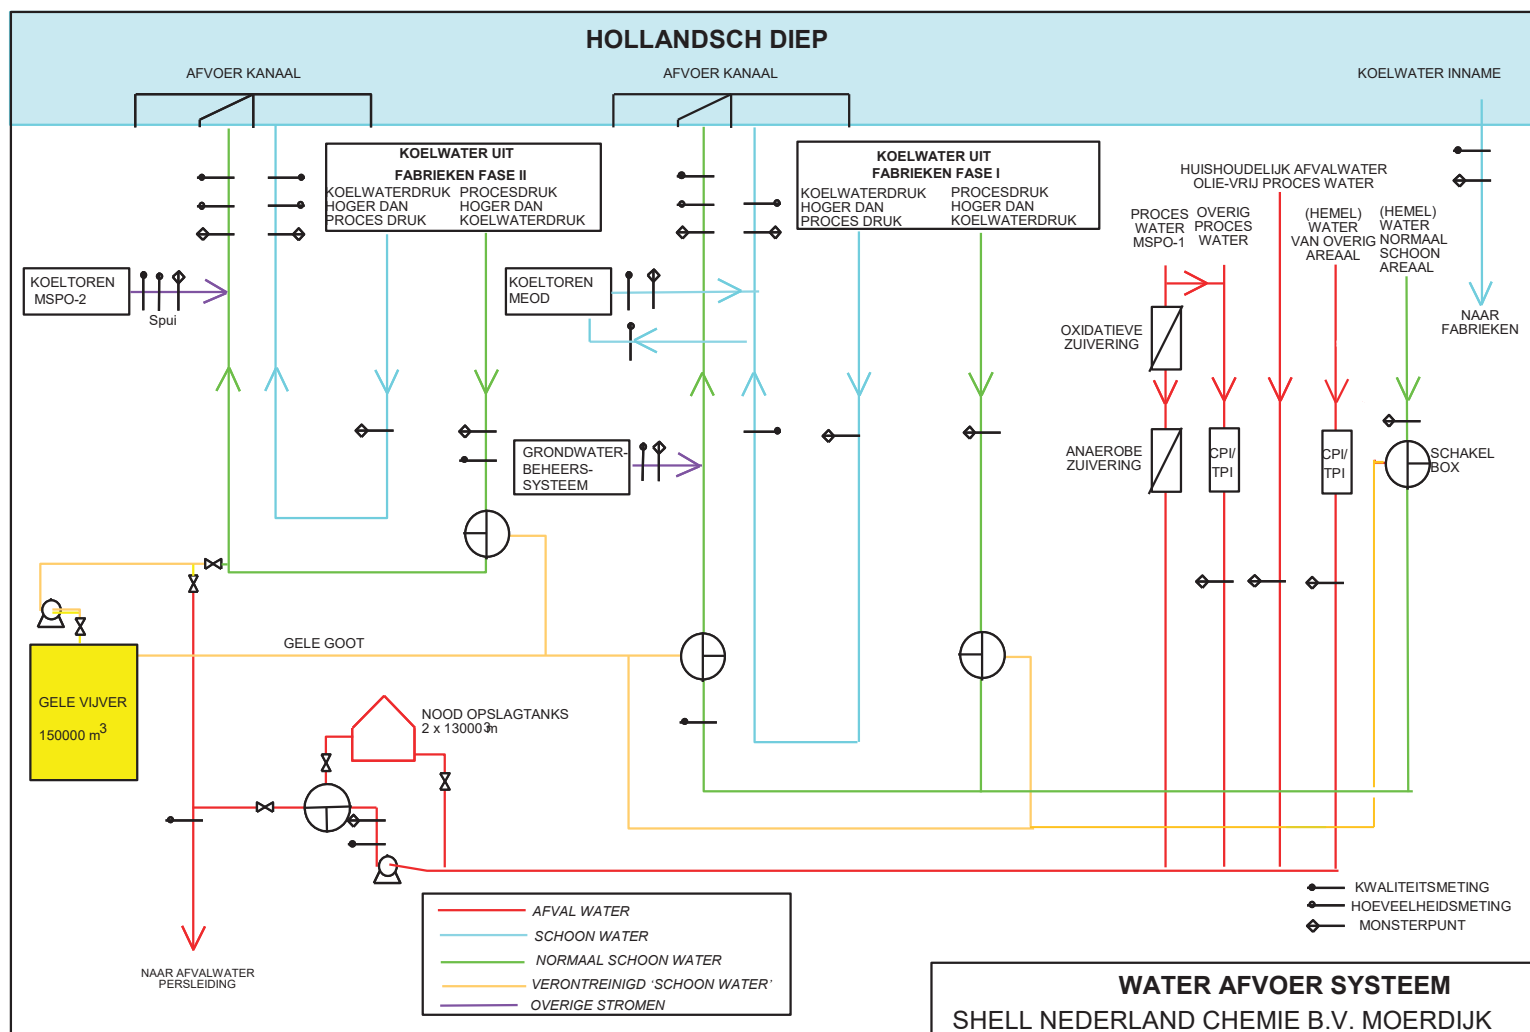 HOLLANDSCH DIEP
AFVOER KANAAL
AFVOER KANAAL
KOELWATER INNAME
KOELWATER UIT
FABRIEKEN FASE II
KOELWATERDRUK
HOGER DAN
PROCES DRUK
PROCESDRUK
HOGER DAN
KOELWATERDRUK
KOELWATER UIT
FABRIEKEN FASE I
KOELWATERDRUK
HOGER DAN
PROCES DRUK
PROCESDRUK
HOGER DAN
KOELWATERDRUK
HUISHOUDELIJK AFVALWATER
OLIE-VRIJ PROCES WATER
PROCES
WATER
MSPO-1
OVERIG
PROCES
WATER
(HEMEL)
WATER
VAN OVERIG
AREAAL
(HEMEL)
WATER
NORMAAL
SCHOON
AREAAL
NAAR
FABRIEKEN
KOELTOREN
MSPO-2
Spui
KOELTOREN
MEOD
OXIDATIEVE
ZUIVERING
GRONDWATER-
BEHEERS-
SYSTEEM
ANAEROBE
ZUIVERING
CPI/
TPI
CPI/
TPI
SCHAKEL
BOX
GELE GOOT
GELE VIJVER
150000 m3
NOOD OPSLAGTANKS
2 x 13000 m3
NAAR AFVALWATER
PERSLEIDING
AFVAL WATER
SCHOON WATER
NORMAAL SCHOON WATER
VERONTREINIGD ‘SCHOON WATER’
OVERIGE STROMEN
KWALITEITSMETING
HOEVEELHEIDSMETING
MONSTERPUNT
WATER AFVOER SYSTEEM
SHELL NEDERLAND CHEMIE B.V. MOERDIJK